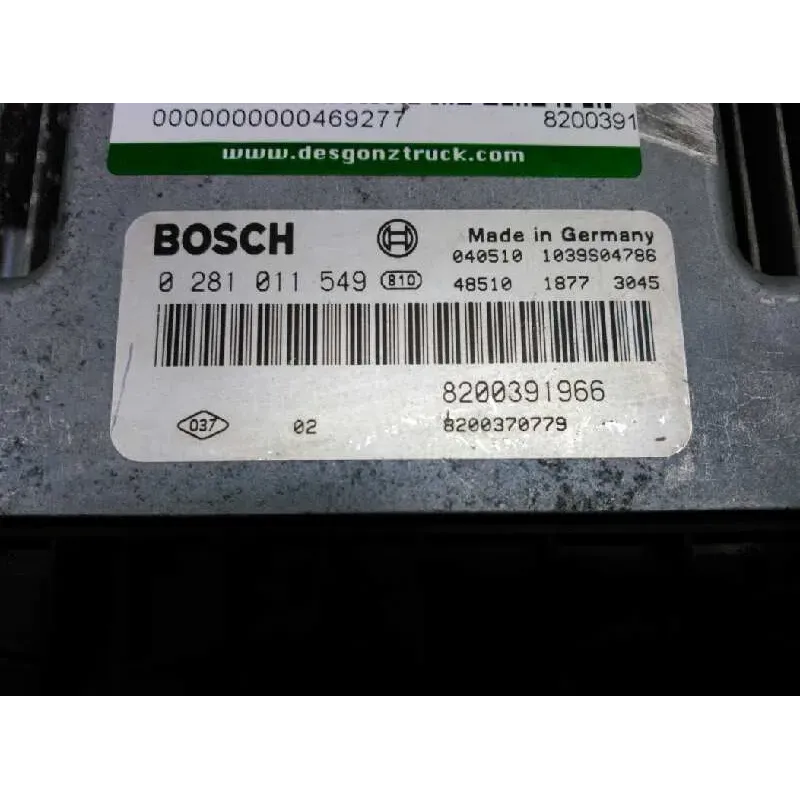 0000000000469277 8200391
www.desgonztruck.com
BOSCH Made in Germany
040510 1039S04786
0 281 011 549 810 48510 1877 3045
8200391966
037 02 8200370779